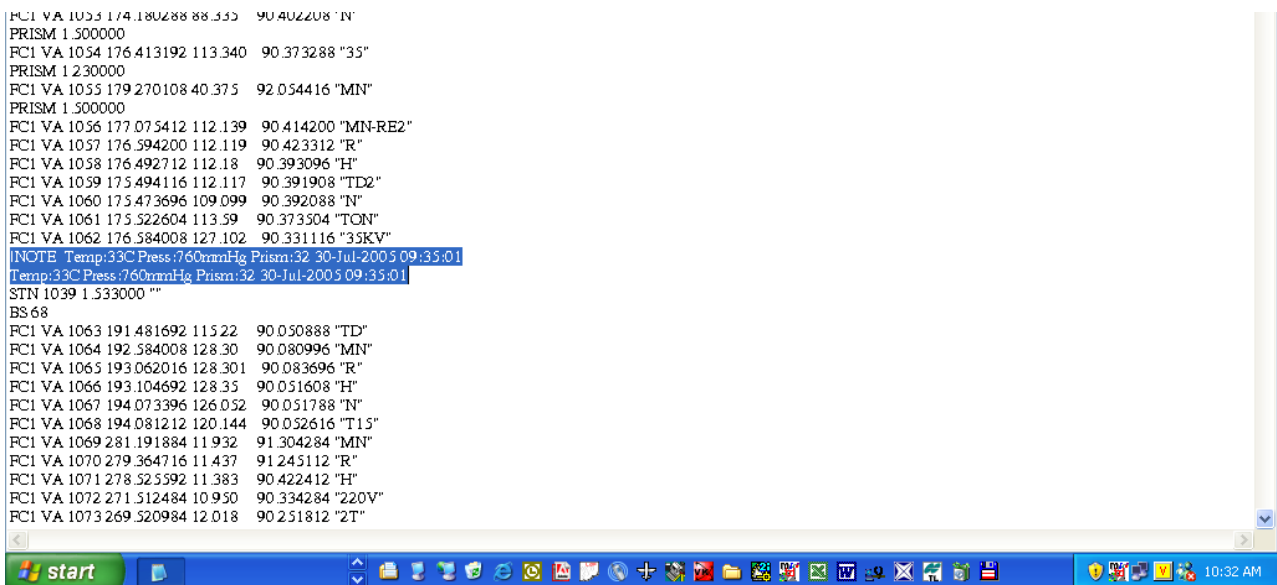 FC1 VA 1053 174.180288 88.335 90.402208 "N"
PRISM 1.500000
FC1 VA 1054 176.413192 113.340 90.373288 "35"
PRISM 1.230000
FC1 VA 1055 179.270108 40.375 92.054416 "MN"
PRISM 1.500000
FC1 VA 1056 177.075412 112.139 90.414200 "MN-RE2"
FC1 VA 1057 176.594200 112.119 90.423312 "R"
FC1 VA 1058 176.492712 112.18 90.393096 "H"
FC1 VA 1059 175.494116 112.117 90.391908 "TD2"
FC1 VA 1060 175.473696 109.099 90.392088 "N"
FC1 VA 1061 175.522604 113.59 90.373504 "TON"
FC1 VA 1062 176.584008 127.102 90.331116 "35KV"
!NOTE Temp:33C Press:760mmHg Prism:32 30-Jul-2005 09:35:01
Temp:33C Press:760mmHg Prism:32 30-Jul-2005 09:35:01
STN 1039 1.533000 ""
BS 68
FC1 VA 1063 191.481692 115.22 90.050888 "TD"
FC1 VA 1064 192.584008 128.30 90.080996 "MN"
FC1 VA 1065 193.062016 128.301 90.083696 "R"
FC1 VA 1066 193.104692 128.35 90.051608 "H"
FC1 VA 1067 194.073396 126.052 90.051788 "N"
FC1 VA 1068 194.081212 120.144 90.052616 "T15"
FC1 VA 1069 281.191884 11.932 91.304284 "MN"
FC1 VA 1070 279.364716 11.437 91.245112 "R"
FC1 VA 1071 278.525592 11.383 90.422412 "H"
FC1 VA 1072 271.512484 10.950 90.334284 "220V"
FC1 VA 1073 269.520984 12.018 90.251812 "2T"
start
10:32 AM